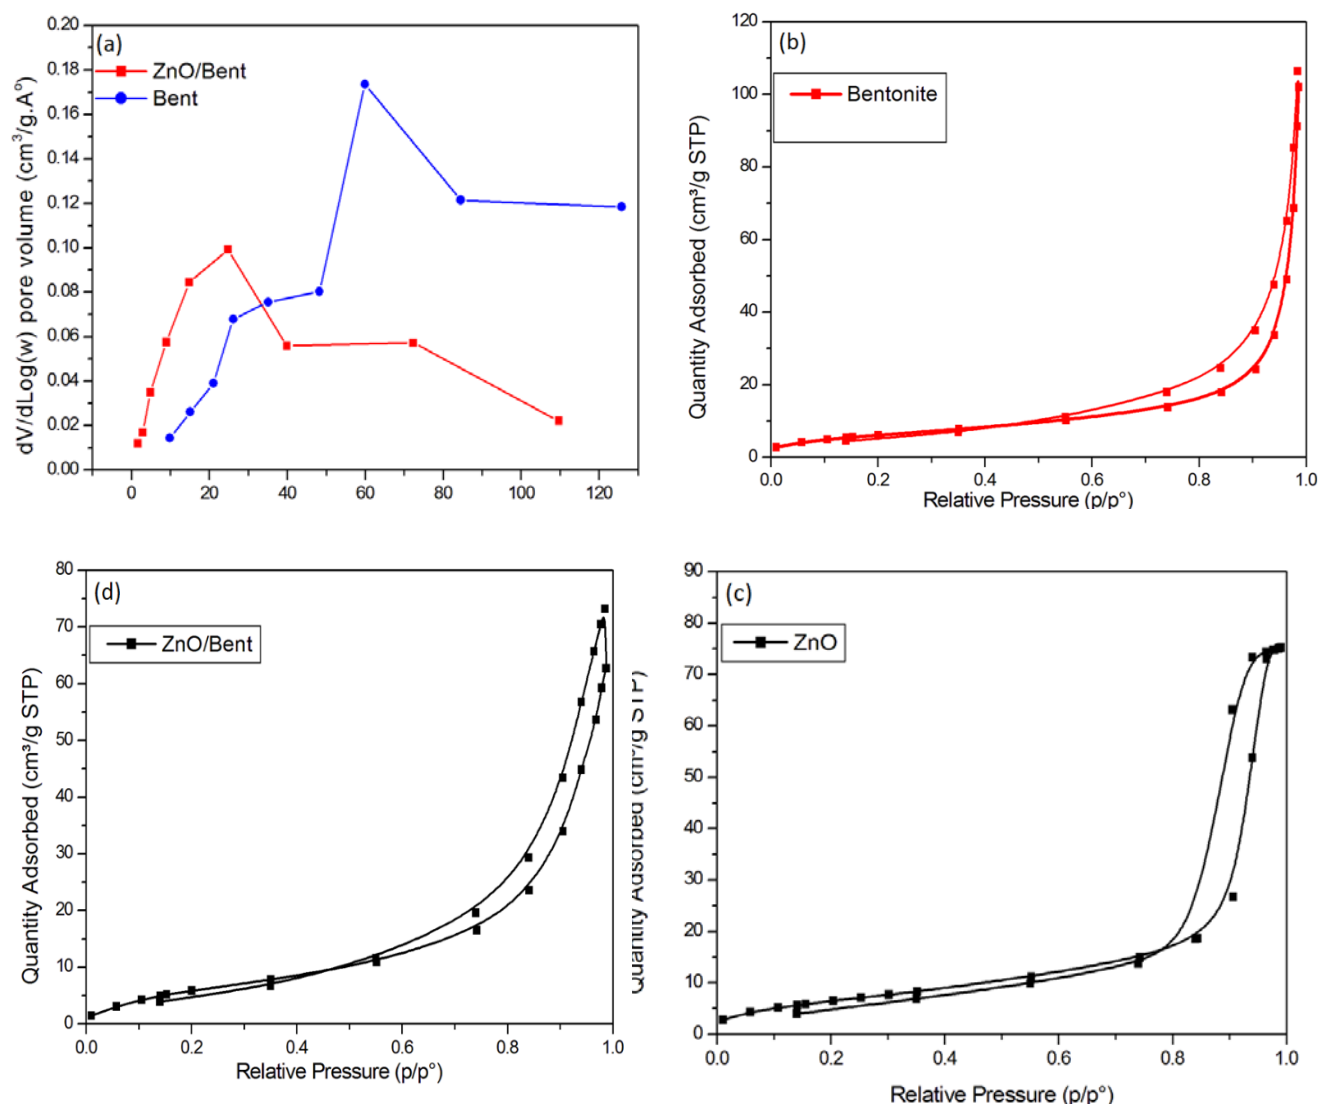 (a)
ZnO/Bent
Bent
dV/dLog(w) pore volume (cm³/g.Aº)
0.20
0.18
0.16
0.14
0.12
0.10
0.08
0.06
0.04
0.02
0.00
0 20 40 60 80 100 120
(b)
Bentonite
Quantity Adsorbed (cm³/g STP)
120
100
80
60
40
20
0
0.0 0.2 0.4 0.6 0.8 1.0
Relative Pressure (p/p°)
(d)
ZnO/Bent
Quantity Adsorbed (cm³/g STP)
80
70
60
50
40
30
20
10
0
0.0 0.2 0.4 0.6 0.8 1.0
Relative Pressure (p/p°)
(c)
ZnO
Quantity Adsorbed (cm³/g STP)
90
80
70
60
50
40
30
20
10
0
0.0 0.2 0.4 0.6 0.8 1.0
Relative Pressure (p/p°)